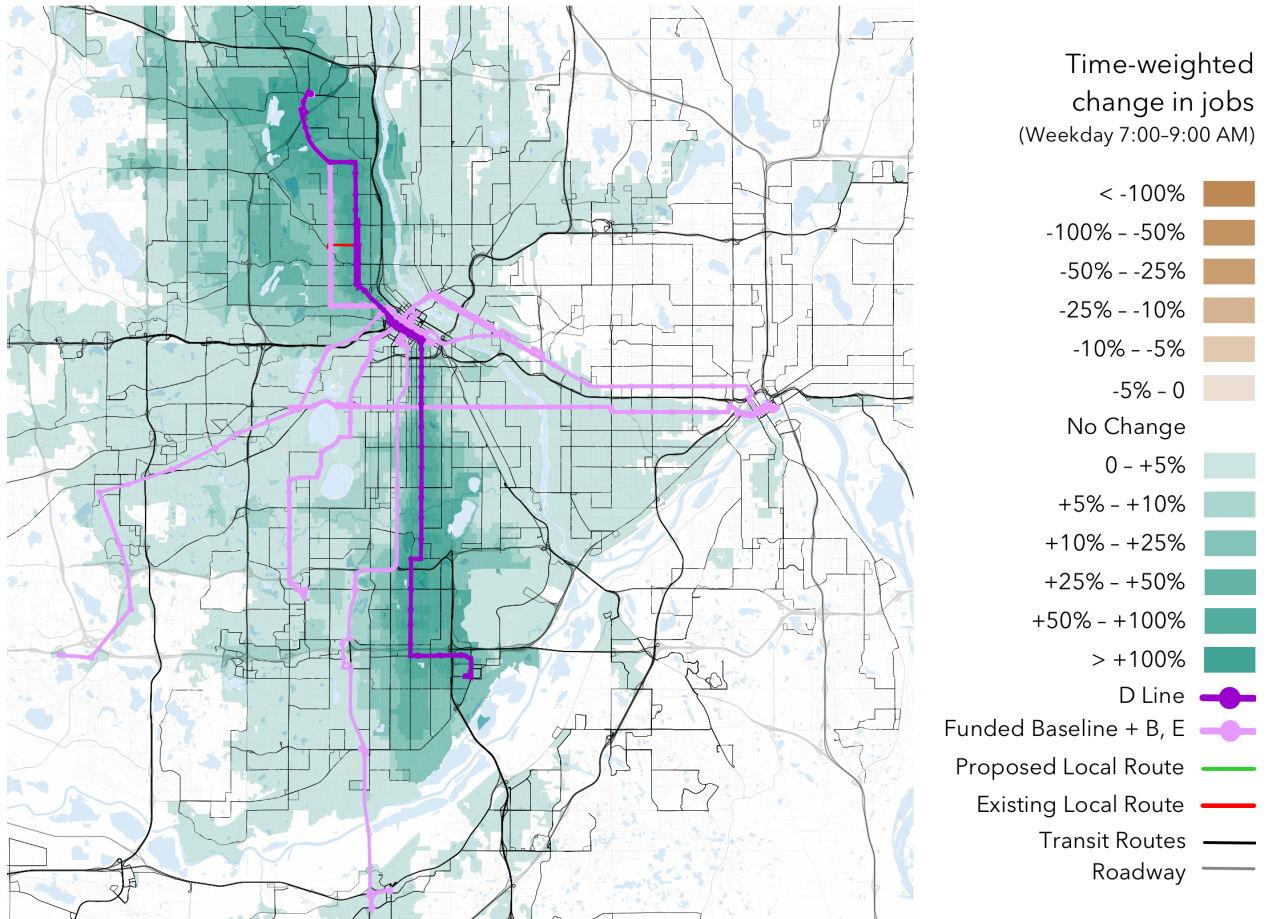 Time-weighted
change in jobs
(Weekday 7:00–9:00 AM)
< -100%
-100% – -50%
-50% – -25%
-25% – -10%
-10% – -5%
-5% – 0
No Change
0 – +5%
+5% – +10%
+10% – +25%
+25% – +50%
+50% – +100%
> +100%
D Line
Funded Baseline + B, E
Proposed Local Route
Existing Local Route
Transit Routes
Roadway